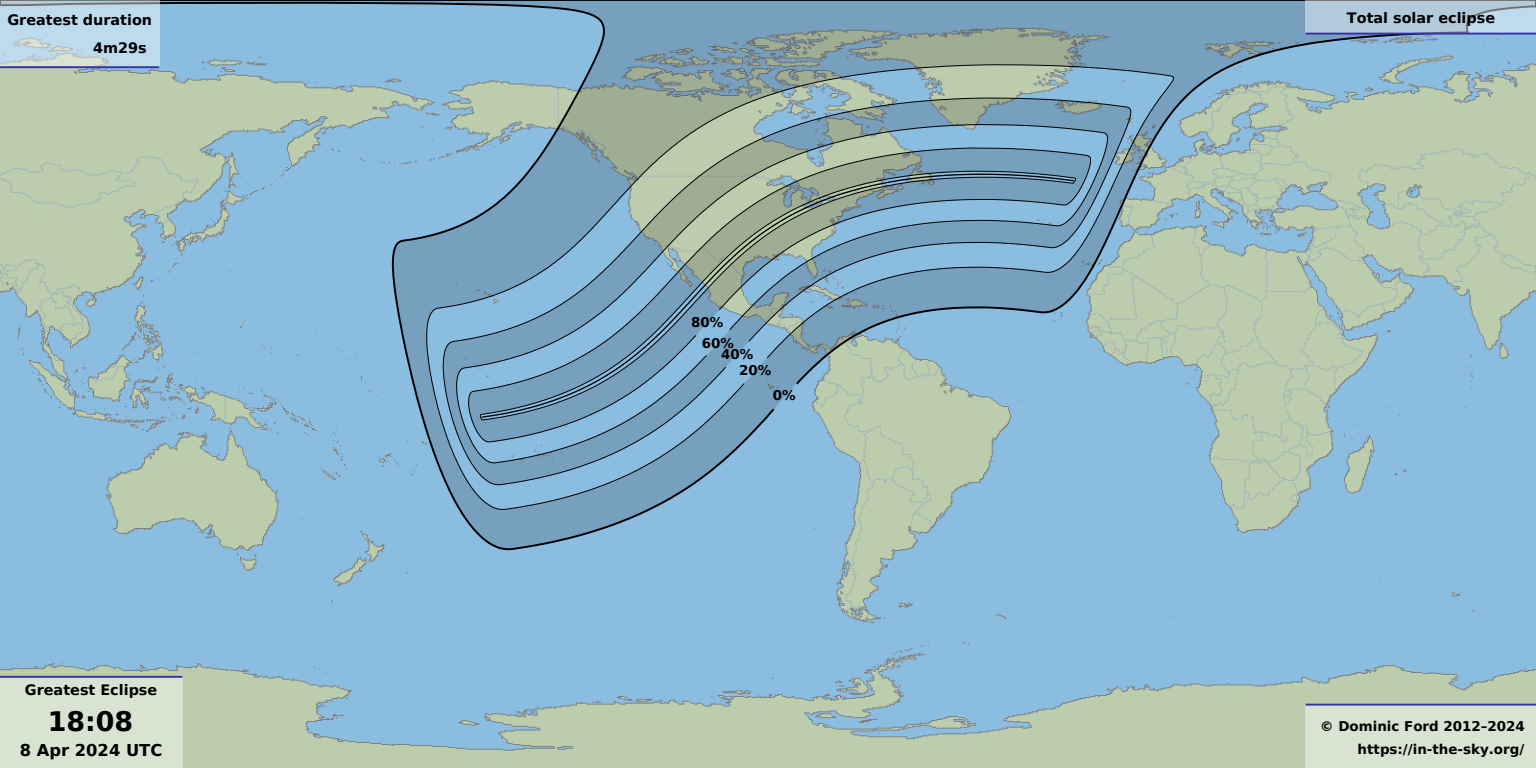 Greatest duration
4m29s
Total solar eclipse
80%
60%
40%
20%
0%
Greatest Eclipse
18:08
8 Apr 2024 UTC
© Dominic Ford 2012–2024
https://in-the-sky.org/